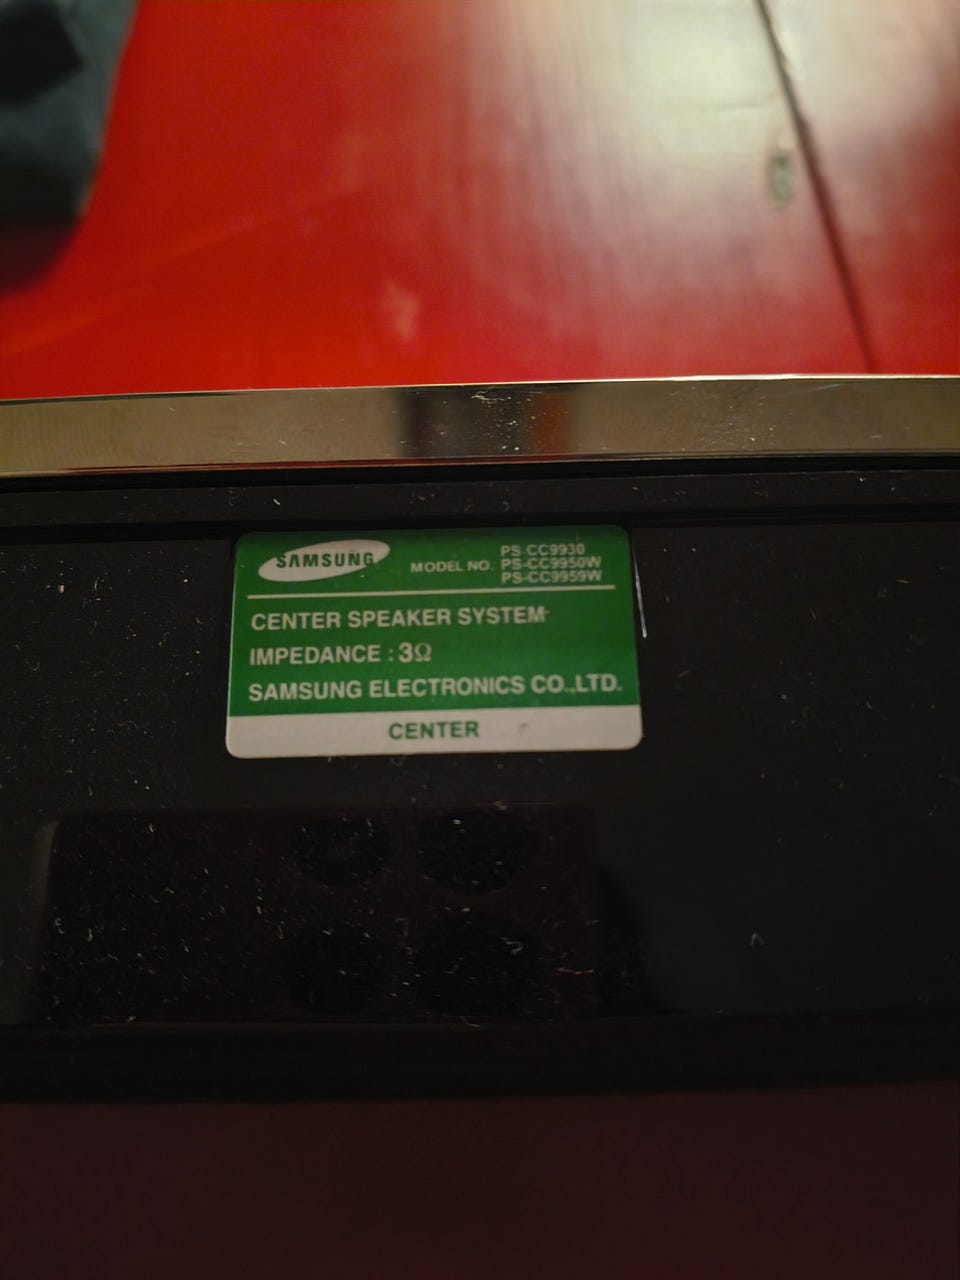 SAMSUNG
MODEL NO. PS-CC9930
PS-CC9950W
PS-CC9959W
CENTER SPEAKER SYSTEM
IMPEDANCE : 3Ω
SAMSUNG ELECTRONICS CO.,LTD.
CENTER